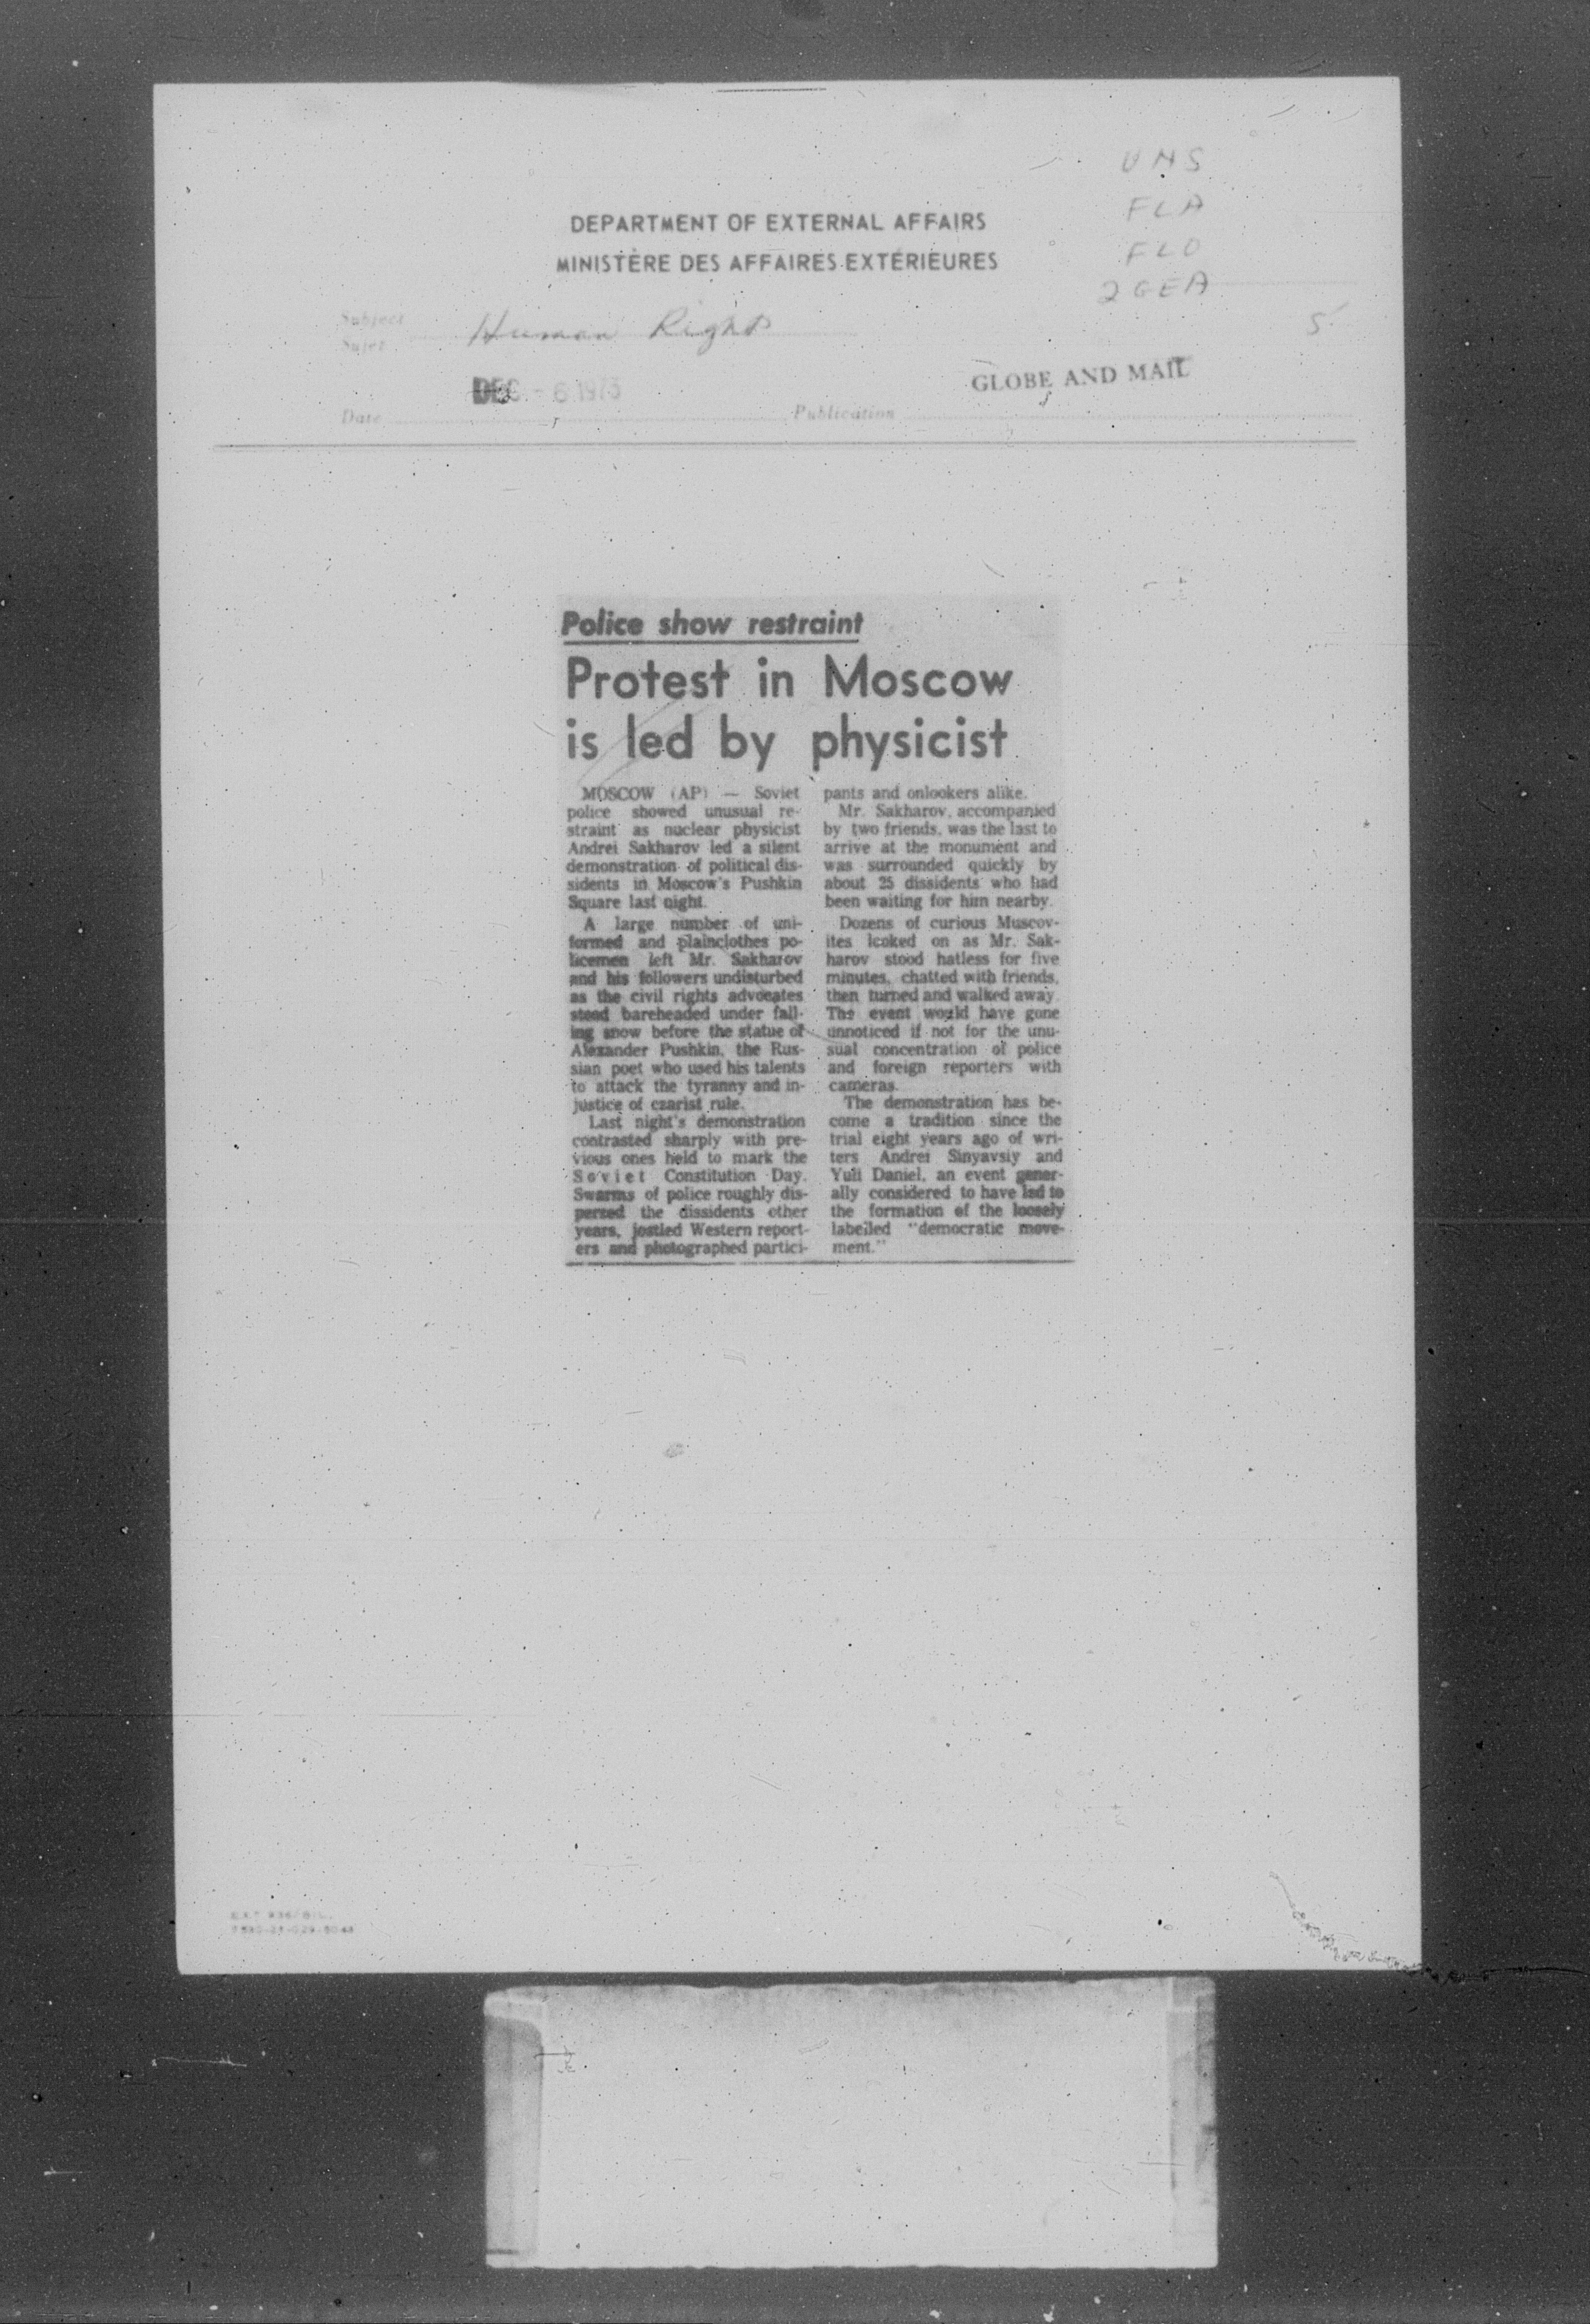 UNS
FLA
FLO
2 GEA
DEPARTMENT OF EXTERNAL AFFAIRS
MINISTÈRE DES AFFAIRES EXTÉRIEURES
Subject
Sujet
Human Rights
5
DEC - 6 1973
GLOBE AND MAIL
Date
Publication
Police show restraint
Protest in Moscow
is led by physicist
MOSCOW (AP) — Soviet
police showed unusual re-
straint as nuclear physicist
Andrei Sakharov led a silent
demonstration of political dis-
sidents in Moscow's Pushkin
Square last night.
A large number of uni-
formed and plainclothes po-
licemen left Mr. Sakharov
and his followers undisturbed
as the civil rights advocates
stood bareheaded under fall-
ing snow before the statue of
Alexander Pushkin, the Rus-
sian poet who used his talents
to attack the tyranny and in-
justice of czarist rule.
Last night's demonstration
contrasted sharply with pre-
vious ones held to mark the
Soviet Constitution Day.
Swarms of police roughly dis-
persed the dissidents other
years, jostled Western report-
ers and photographed partici-
pants and onlookers alike.
Mr. Sakharov, accompanied
by two friends, was the last to
arrive at the monument and
was surrounded quickly by
about 25 dissidents who had
been waiting for him nearby.
Dozens of curious Muscov-
ites looked on as Mr. Sak-
harov stood hatless for five
minutes, chatted with friends,
then turned and walked away.
The event would have gone
unnoticed if not for the unu-
sual concentration of police
and foreign reporters with
cameras.
The demonstration has be-
come a tradition since the
trial eight years ago of wri-
ters Andrei Sinyavsiy and
Yuli Daniel, an event gener-
ally considered to have led to
the formation of the loosely
labelled "democratic move-
ment."